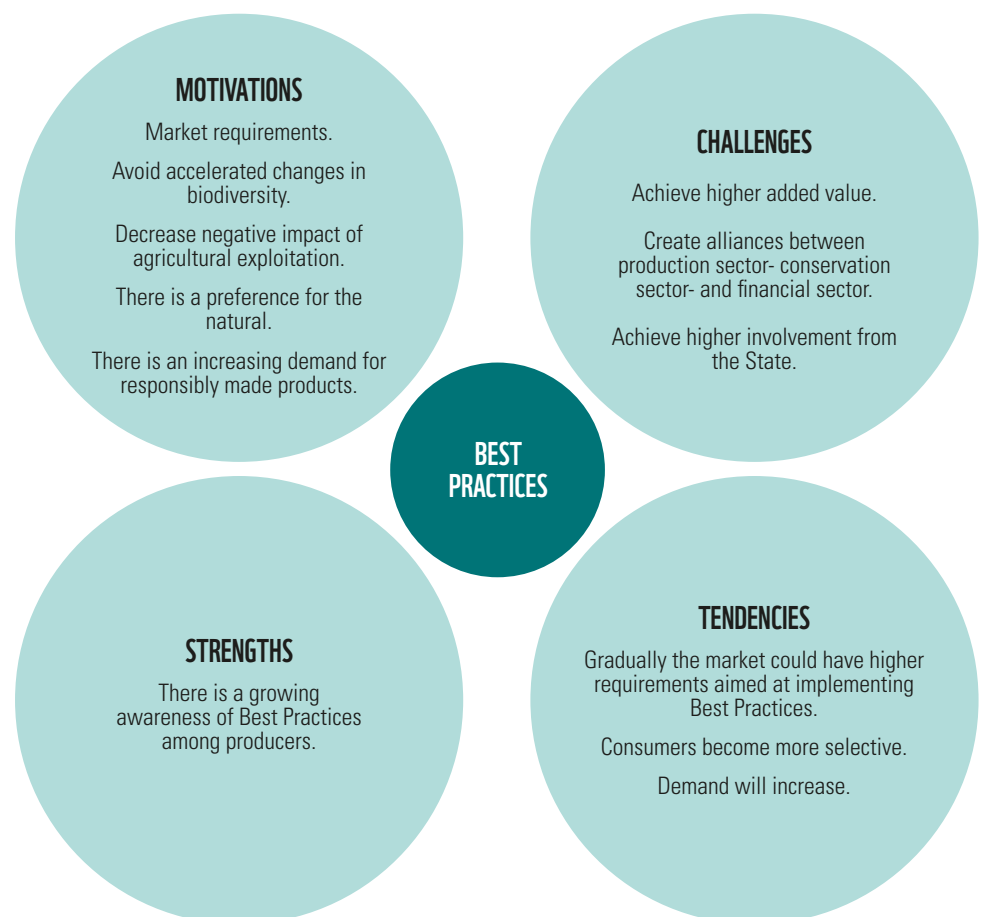 MOTIVATIONS
Market requirements.
Avoid accelerated changes in
biodiversity.
Decrease negative impact of
agricultural exploitation.
There is a preference for the
natural.
There is an increasing demand for
responsibly made products.
CHALLENGES
Achieve higher added value.
Create alliances between
production sector- conservation
sector- and financial sector.
Achieve higher involvement from
the State.
BEST
PRACTICES
STRENGTHS
There is a growing
awareness of Best Practices
among producers.
TENDENCIES
Gradually the market could have higher
requirements aimed at implementing
Best Practices.
Consumers become more selective.
Demand will increase.